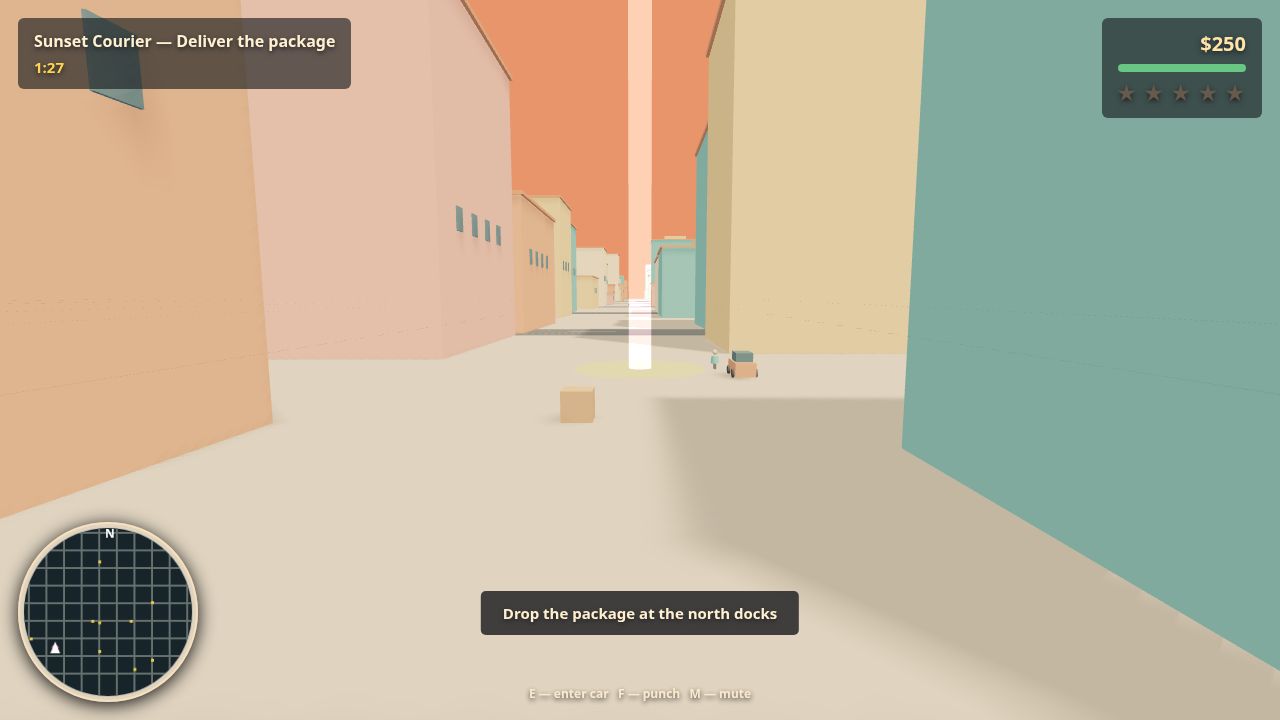 Sunset Courier — Deliver the package
1:27
$250
★ ★ ★ ★ ★
N
Drop the package at the north docks
E — enter car F — punch M — mute